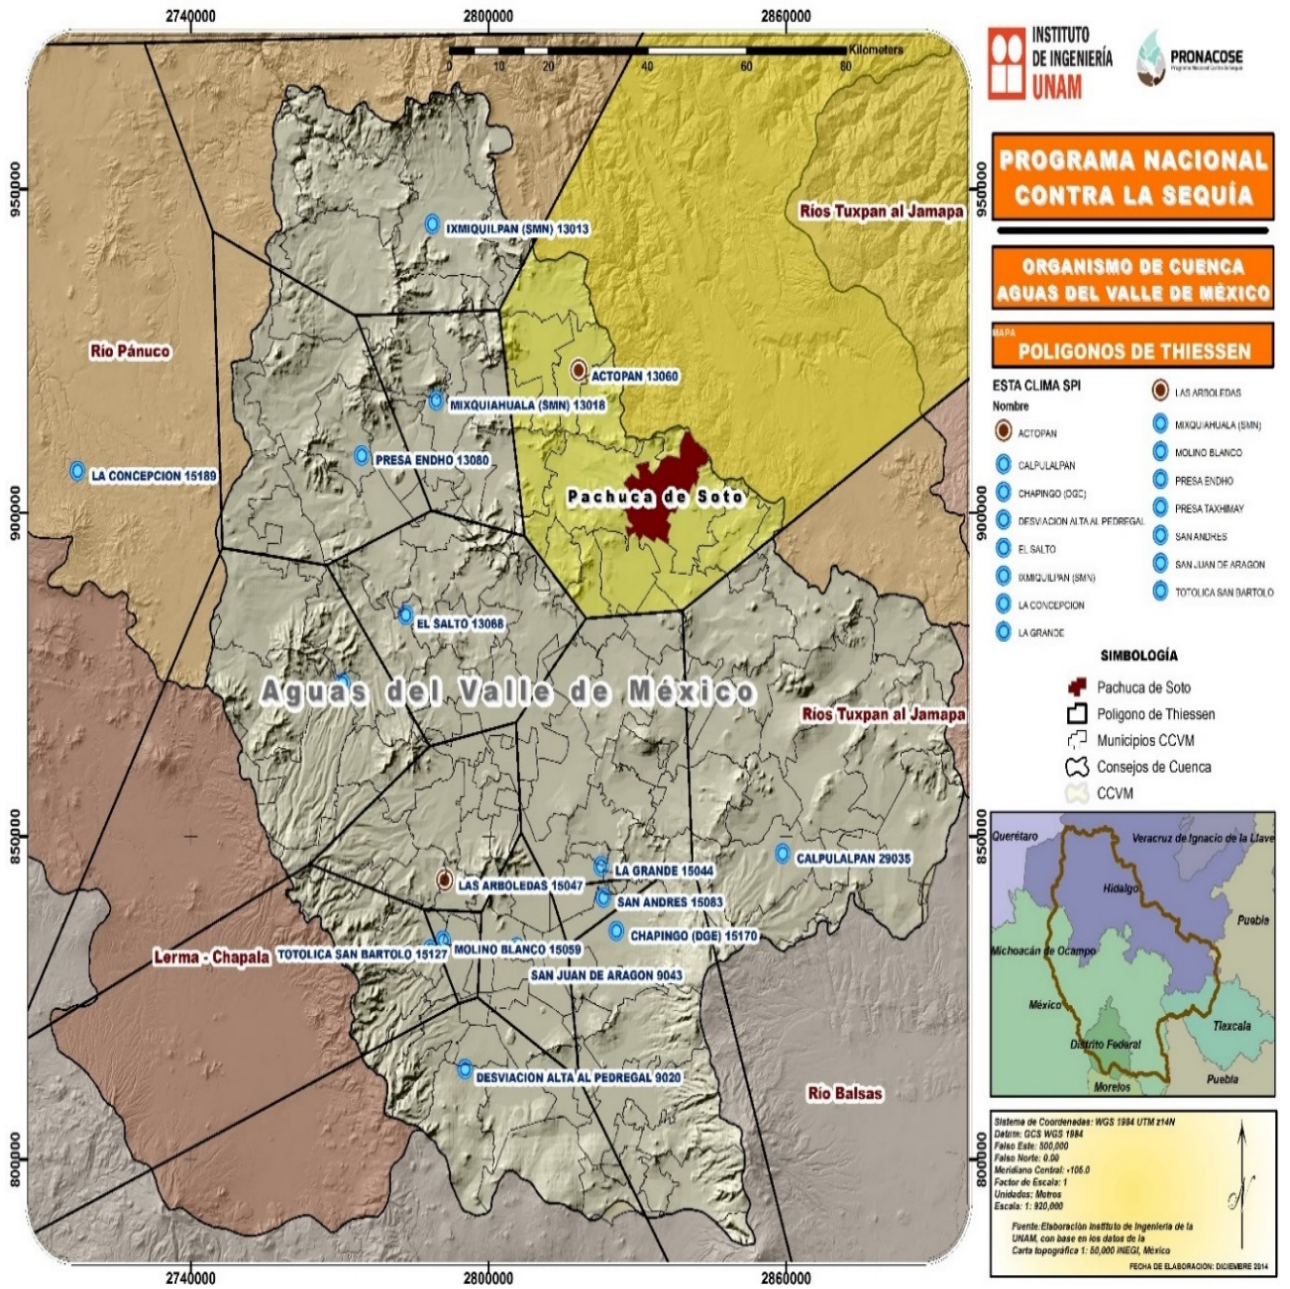 2740000
2800000
2860000
Kilometers
0 10 20 40 60 80
950000
900000
850000
800000
950000
900000
850000
800000
Ríos Tuxpan al Jamapa
IXMIQUILPAN (SMN) 13013
Río Pánuco
ACTOPAN 13060
MIXQUIAHUALA (SMN) 13018
PRESA ENDHO 13080
LA CONCEPCION 15189
Pachuca de Soto
EL SALTO 13068
Aguas del Valle de México
Ríos Tuxpan al Jamapa
CALPULALPAN 29035
LA GRANDE 15044
LAS ARBOLEDAS 15047
SAN ANDRES 15083
CHAPINGO (DGE) 15170
Lerma - Chapala
TOTOLICA SAN BARTOLO 15127
MOLINO BLANCO 15059
SAN JUAN DE ARAGON 9043
DESVIACION ALTA AL PEDREGAL 9020
Río Balsas
2740000
2800000
2860000
INSTITUTO
DE INGENIERÍA
UNAM
PRONACOSE
PROGRAMA NACIONAL
CONTRA LA SEQUÍA
ORGANISMO DE CUENCA
AGUAS DEL VALLE DE MÉXICO
MAPA
POLIGONOS DE THIESSEN
ESTA CLIMA SPI
Nombre
ACTOPAN
CALPULALPAN
CHAPINGO (DGE)
DESVIACION ALTA AL PEDREGAL
EL SALTO
IXMIQUILPAN (SMN)
LA CONCEPCION
LA GRANDE
LAS ARBOLEDAS
MIXQUIAHUALA (SMN)
MOLINO BLANCO
PRESA ENDHO
PRESA TAXHIMAY
SAN ANDRES
SAN JUAN DE ARAGON
TOTOLICA SAN BARTOLO
SIMBOLOGÍA
Pachuca de Soto
Poligono de Thiessen
Municipios CCVM
Consejos de Cuenca
CCVM
Querétaro
Veracruz de Ignacio de la Llave
Hidalgo
Puebla
Michoacán de Ocampo
México
Tlaxcala
Distrito Federal
Puebla
Morelos
Sistema de Coordenadas: WGS 1984 UTM z14N
Datum: GCS WGS 1984
Falso Este: 500,000
Falso Norte: 0.00
Meridiano Central: -105.0
Factor de Escala: 1
Unidades: Metros
Escala: 1: 920,000
Fuente:Elaboración Instituto de Ingeniería de la
UNAM, con base en los datos de la
Carta topográfica 1: 50,000 INEGI, México
FECHA DE ELABORACIÓN: DICIEMBRE 2014